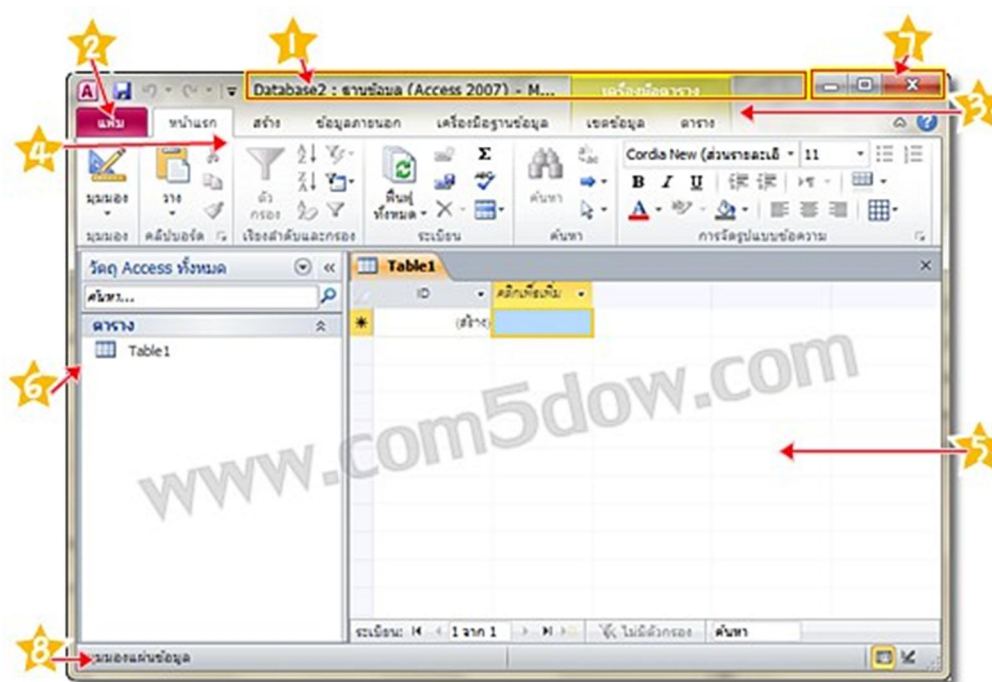 2 1 7
Database2 : ฐานข้อมูล (Access 2007) - M... เครื่องมือตาราง
แฟ้ม หน้าแรก สร้าง ข้อมูลภายนอก เครื่องมือฐานข้อมูล เขตข้อมูล ตาราง
3
4
Cordia New (ส่วนรายละเอี 11
B I U
มุมมอง วาง ตัวกรอง ฟื้นฟูทั้งหมด ค้นหา
มุมมอง คลิปบอร์ด เรียงลำดับและกรอง ระเบียน ค้นหา การจัดรูปแบบข้อความ
วัตถุ Access ทั้งหมด Table1
ค้นหา... ID คลิกเพื่อเพิ่ม
ตาราง (สร้าง)
Table1
6
5
www.com5dow.com
ระเบียน: 1 จาก 1 ไม่มีตัวกรอง ค้นหา
8 มุมมองแผ่นข้อมูล